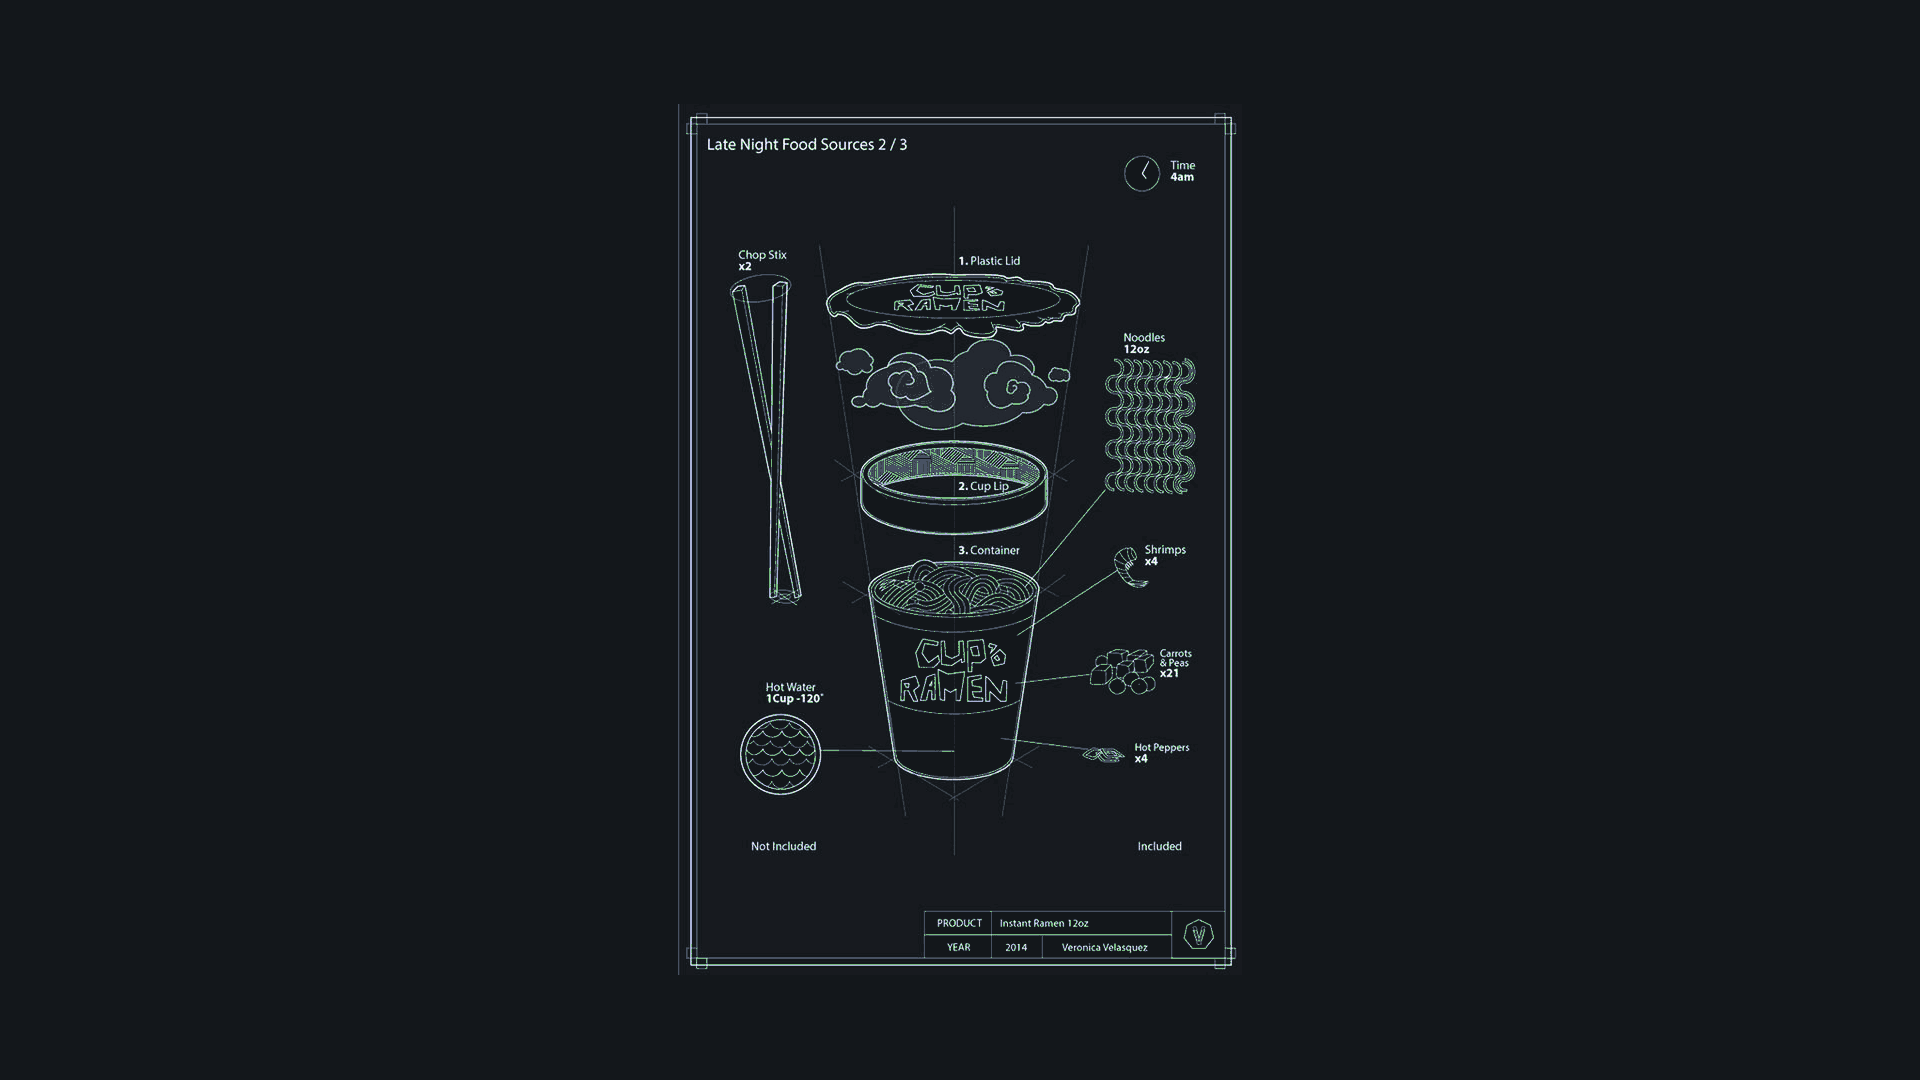 Late Night Food Sources 2 / 3
Time
4am
Chop Stix
x2
1. Plastic Lid
CUP'o
RAMEN
Noodles
12oz
2. Cup Lip
3. Container
Shrimps
x4
CUP'o
RAMEN
Carrots
& Peas
x21
Hot Water
1Cup -120°
Hot Peppers
x4
Not Included
Included
PRODUCT Instant Ramen 12oz
YEAR 2014 Veronica Velasquez
V